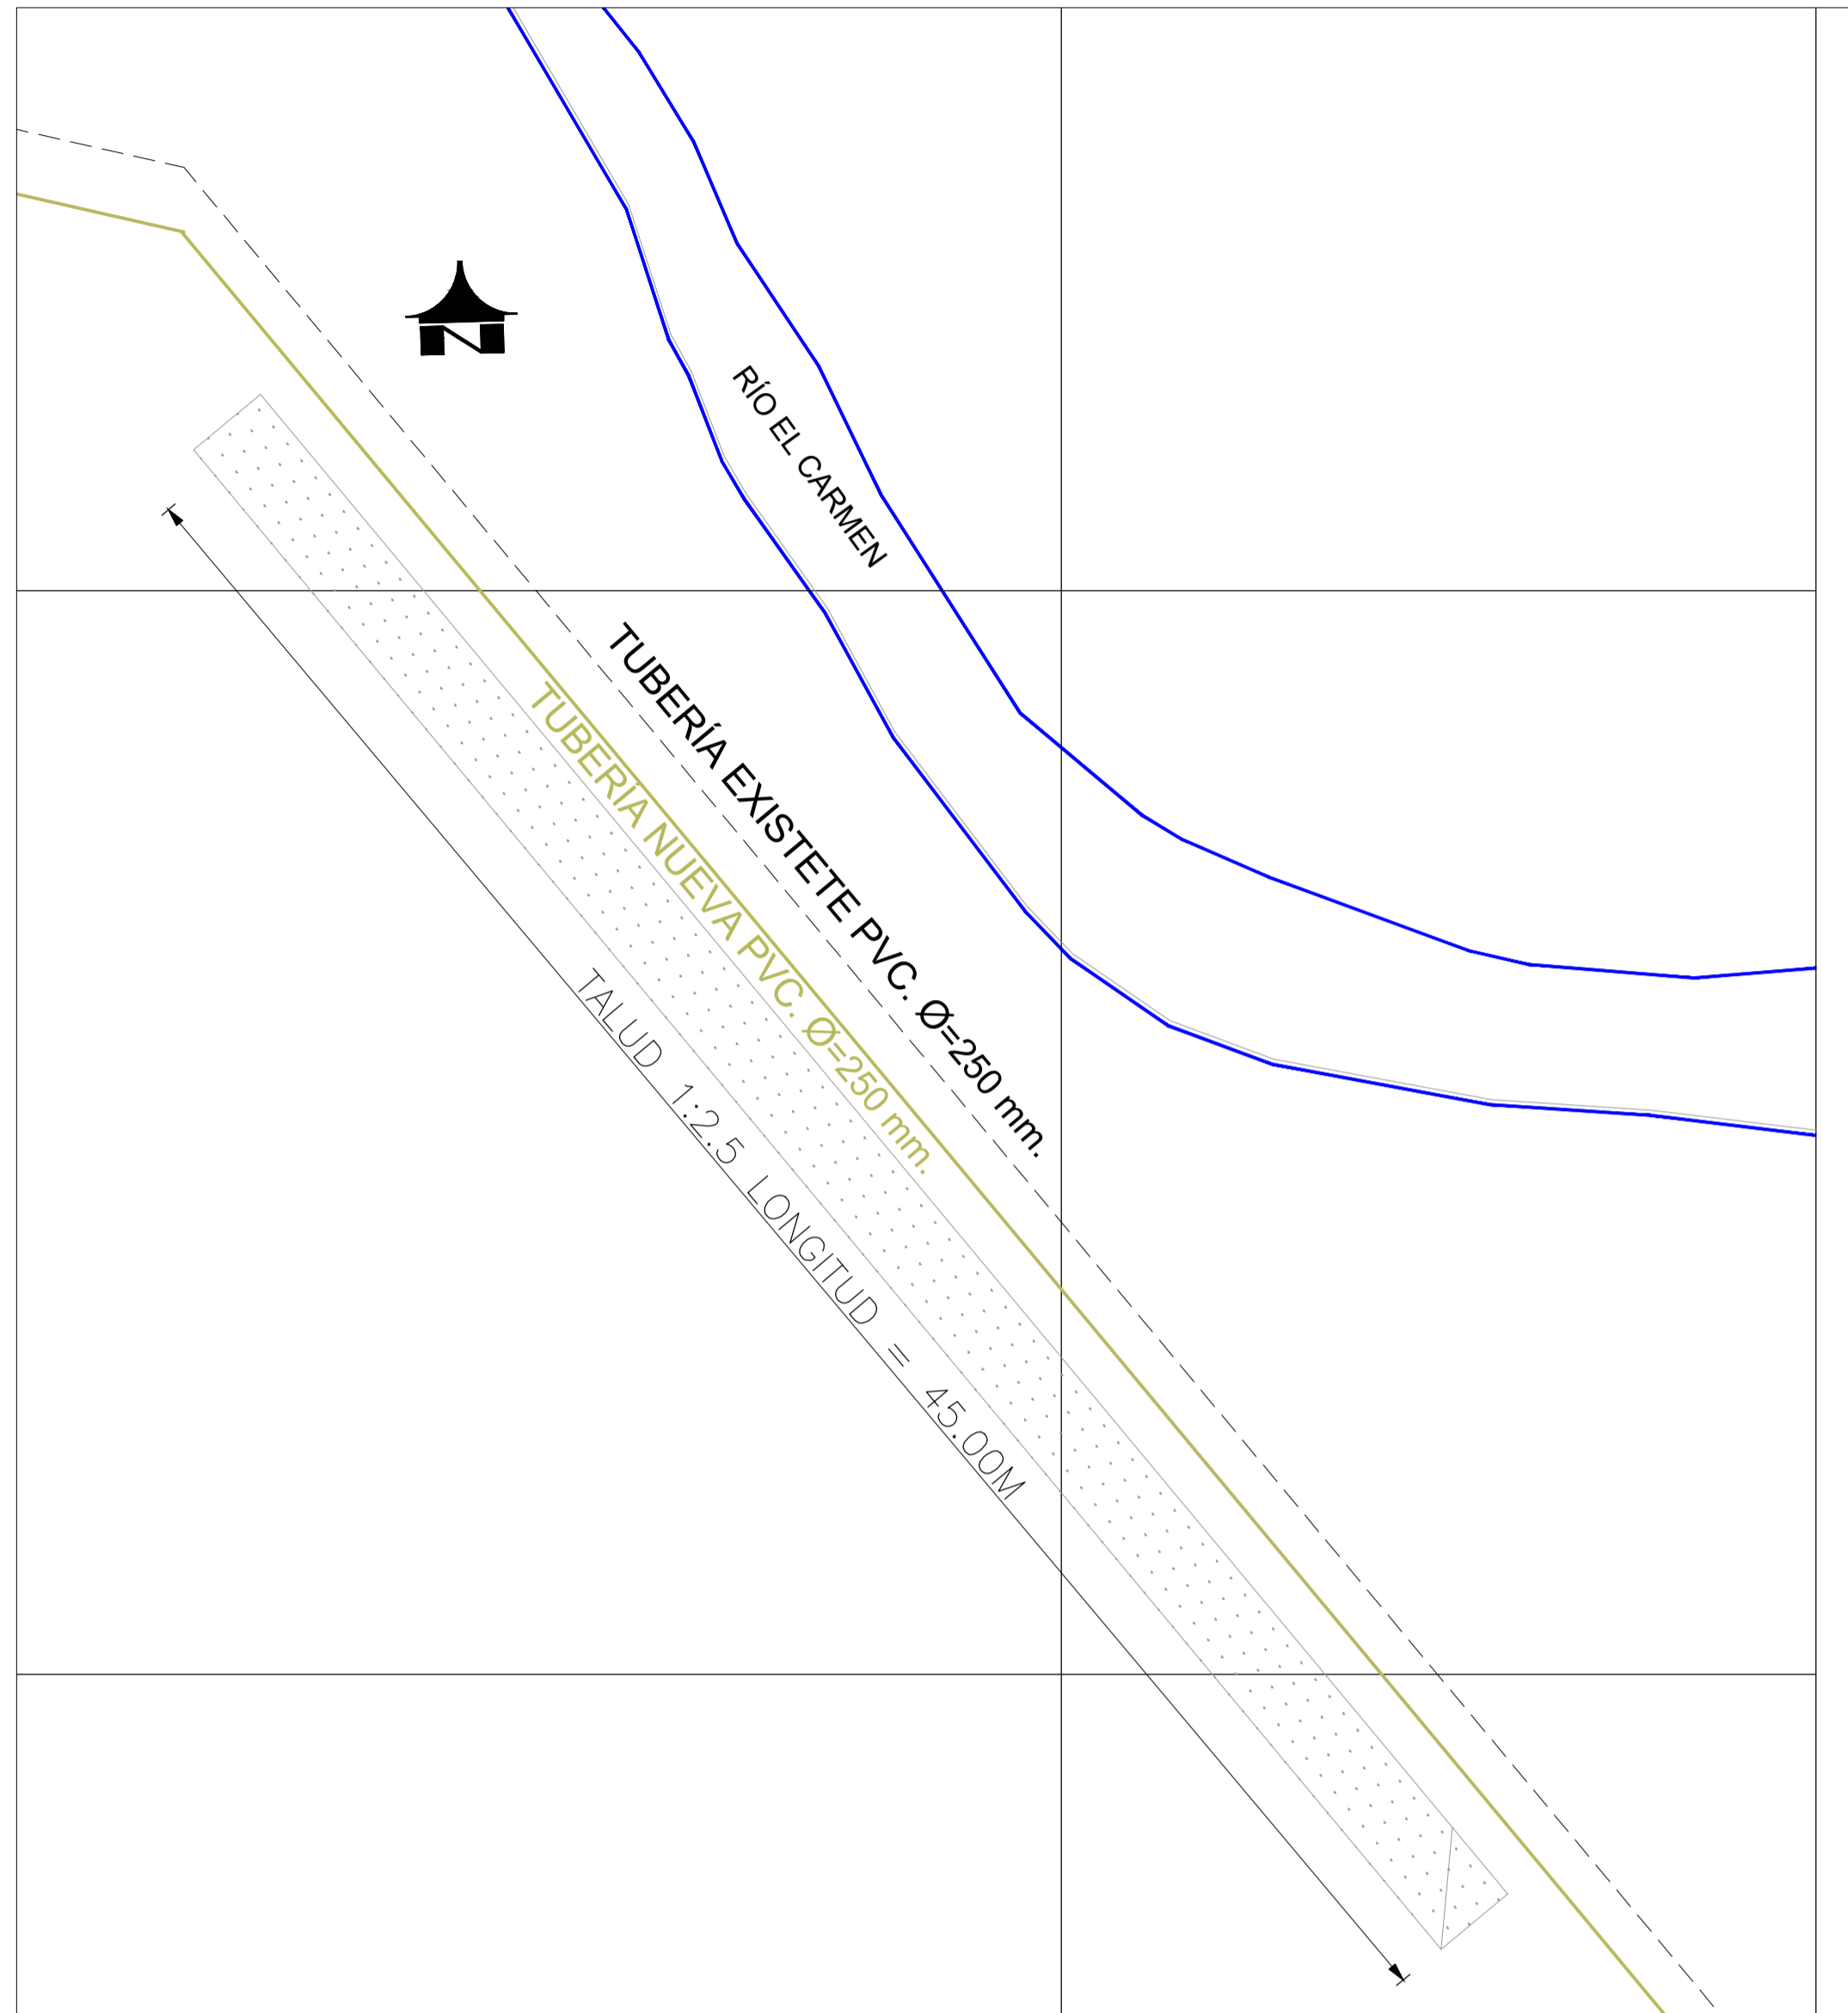 N
RÍO EL CARMEN
TUBERÍA EXISTETE PVC. Ø=250 mm.
TUBERÍA NUEVA PVC. Ø=250 mm.
TALUD 1:2.5 LONGITUD = 45.00M